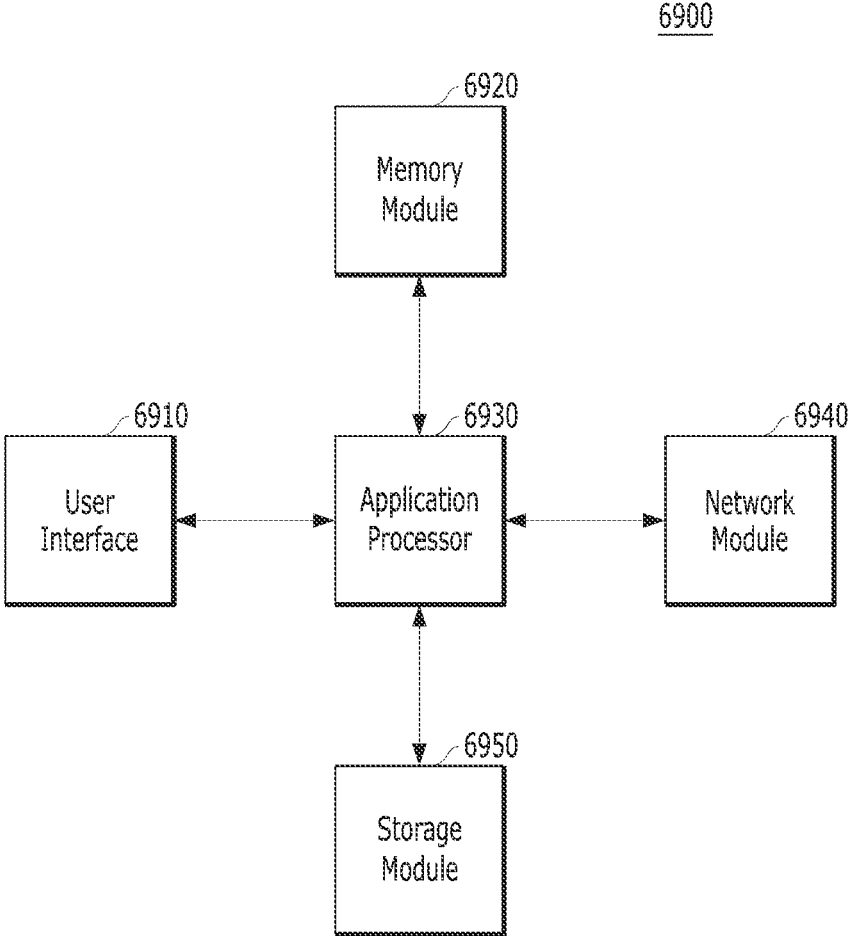 6900
6920
Memory
Module
6910
6930
6940
User
Interface
Application
Processor
Network
Module
6950
Storage
Module